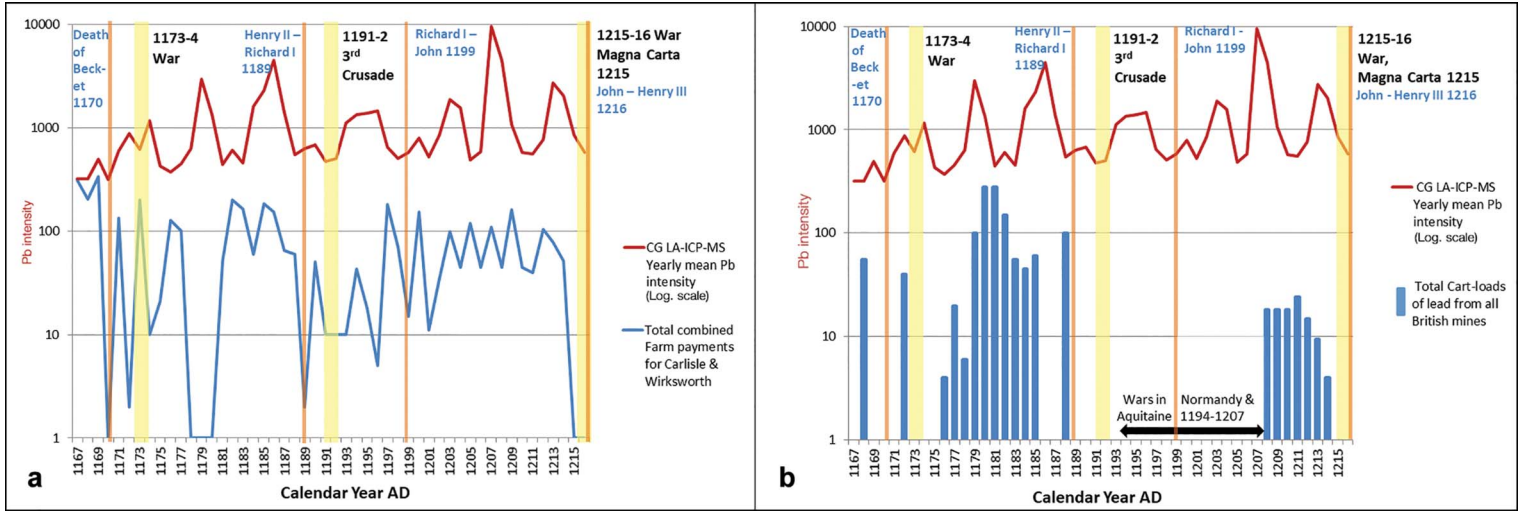 10000
1000
100
10
1
Pb intensity
Death
of
Beck-
et
1170
1173-4
War
Henry II –
Richard I
1189
1191-2
3rd
Crusade
Richard I –
John 1199
1215-16 War
Magna Carta
1215
John – Henry III
1216
CG LA-ICP-MS
Yearly mean Pb
intensity
(Log. scale)
Total combined
Farm payments
for Carlisle &
Wirksworth
1167
1169
1171
1173
1175
1177
1179
1181
1183
1185
1187
1189
1191
1193
1195
1197
1199
1201
1203
1205
1207
1209
1211
1213
1215
a
Calendar Year AD
10000
1000
100
10
1
Pb intensity
Death
of
Beck
-et
1170
1173-4
War
Henry II –
Richard I
1189
1191-2
3rd
Crusade
Richard I -
John 1199
1215-16
War,
Magna Carta 1215
John - Henry III 1216
CG LA-ICP-MS
Yearly mean Pb
intensity
(Log. scale)
Total Cart-loads
of lead from all
British mines
Wars in Normandy &
Aquitaine 1194-1207
1167
1169
1171
1173
1175
1177
1179
1181
1183
1185
1187
1189
1191
1193
1195
1197
1199
1201
1203
1205
1207
1209
1211
1213
1215
b
Calendar Year AD